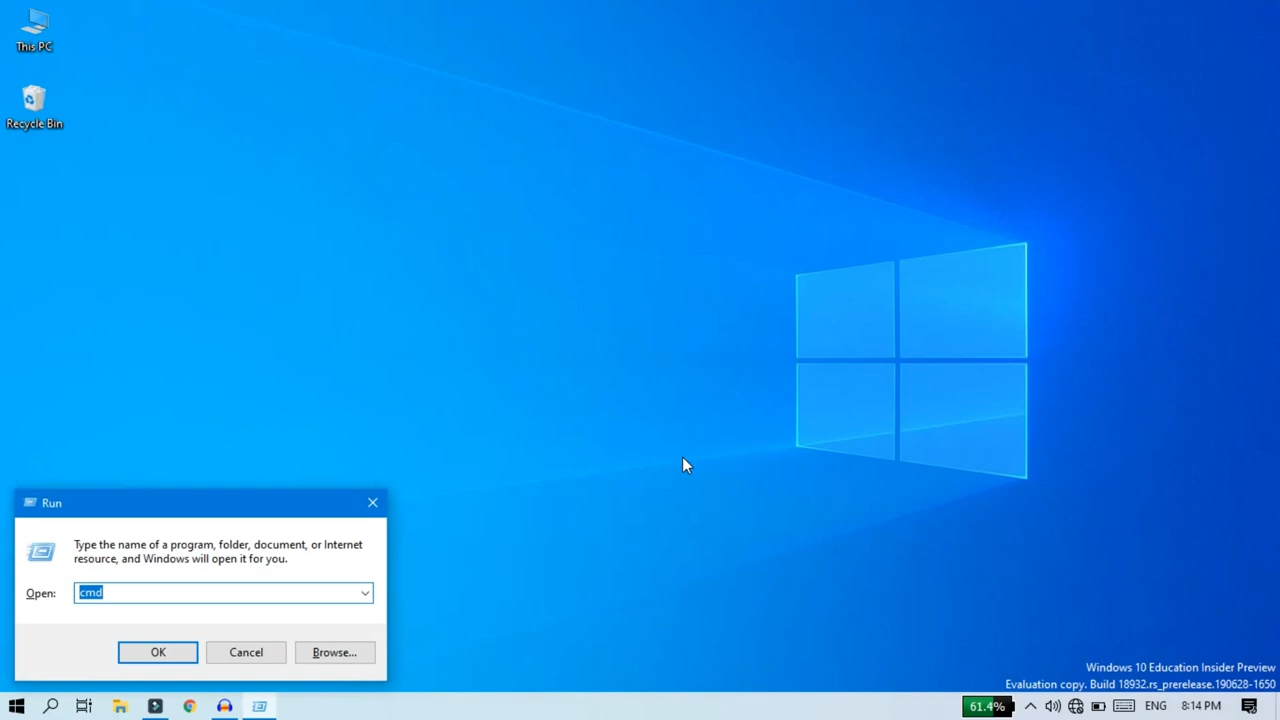 This PC
Recycle Bin
Run
Type the name of a program, folder, document, or Internet
resource, and Windows will open it for you.
Open:
cmd
OK
Cancel
Browse...
Windows 10 Education Insider Preview
Evaluation copy. Build 18932.rs_prerelease.190628-1650
61.4%
ENG
8:14 PM